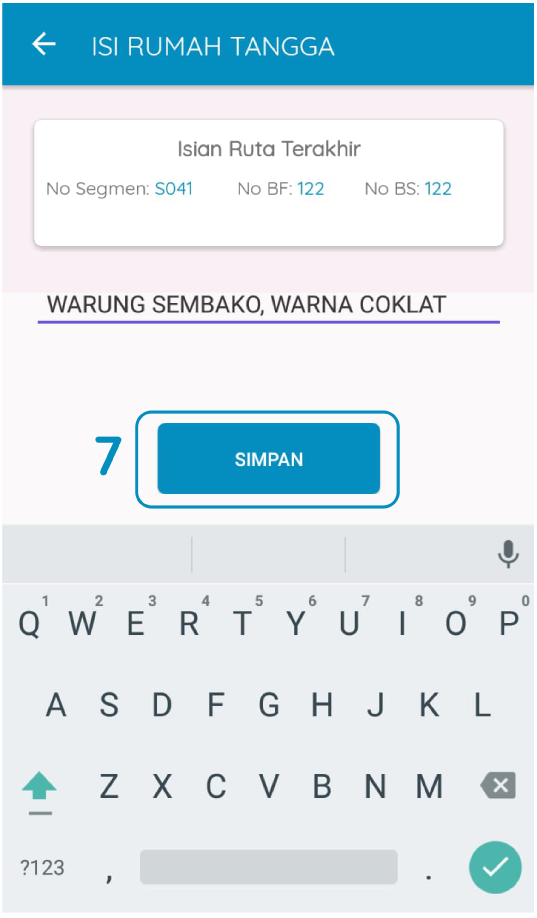 ISI RUMAH TANGGA
Isian Ruta Terakhir
No Segmen: S041 No BF: 122 No BS: 122
WARUNG SEMBAKO, WARNA COKLAT
7 SIMPAN
1 2 3 4 5 6 7 8 9 0
Q W E R T Y U I O P
A S D F G H J K L
Z X C V B N M
?123 , .